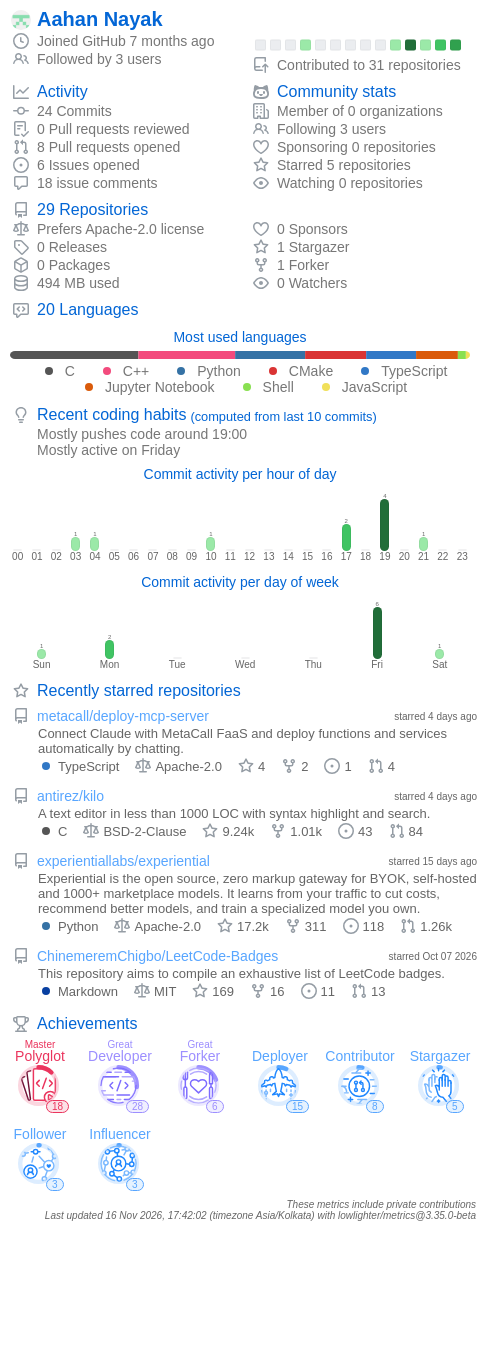 Aahan Nayak
Joined GitHub 7 months ago
Followed by 3 users
Contributed to 31 repositories
Activity
24 Commits
0 Pull requests reviewed
8 Pull requests opened
6 Issues opened
18 issue comments
Community stats
Member of 0 organizations
Following 3 users
Sponsoring 0 repositories
Starred 5 repositories
Watching 0 repositories
29 Repositories
Prefers Apache-2.0 license
0 Releases
0 Packages
494 MB used
0 Sponsors
1 Stargazer
1 Forker
0 Watchers
20 Languages
Most used languages
C C++ Python CMake TypeScript
Jupyter Notebook Shell JavaScript
Recent coding habits (computed from last 10 commits)
Mostly pushes code around 19:00
Mostly active on Friday
Commit activity per hour of day
1 1 1 2 4 1
00 01 02 03 04 05 06 07 08 09 10 11 12 13 14 15 16 17 18 19 20 21 22 23
Commit activity per day of week
1 2 6 1
Sun Mon Tue Wed Thu Fri Sat
Recently starred repositories
metacall/deploy-mcp-server starred 4 days ago
Connect Claude with MetaCall FaaS and deploy functions and services
automatically by chatting.
TypeScript Apache-2.0 4 2 1 4
antirez/kilo starred 4 days ago
A text editor in less than 1000 LOC with syntax highlight and search.
C BSD-2-Clause 9.24k 1.01k 43 84
experientiallabs/experiential starred 15 days ago
Experiential is the open source, zero markup gateway for BYOK, self-hosted
and 1000+ marketplace models. It learns from your traffic to cut costs,
recommend better models, and train a specialized model you own.
Python Apache-2.0 17.2k 311 118 1.26k
ChinemeremChigbo/LeetCode-Badges starred Oct 07 2026
This repository aims to compile an exhaustive list of LeetCode badges.
Markdown MIT 169 16 11 13
Achievements
Master Great Great
Polyglot Developer Forker Deployer Contributor Stargazer
18 28 6 15 8 5
Follower Influencer
3 3
These metrics include private contributions
Last updated 16 Nov 2026, 17:42:02 (timezone Asia/Kolkata) with lowlighter/metrics@3.35.0-beta